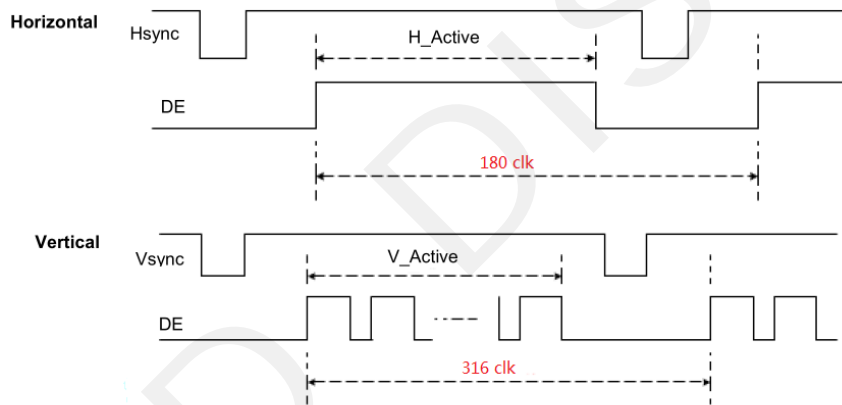 Horizontal
Hsync
H_Active
DE
180 clk
Vertical
Vsync
V_Active
DE
316 clk